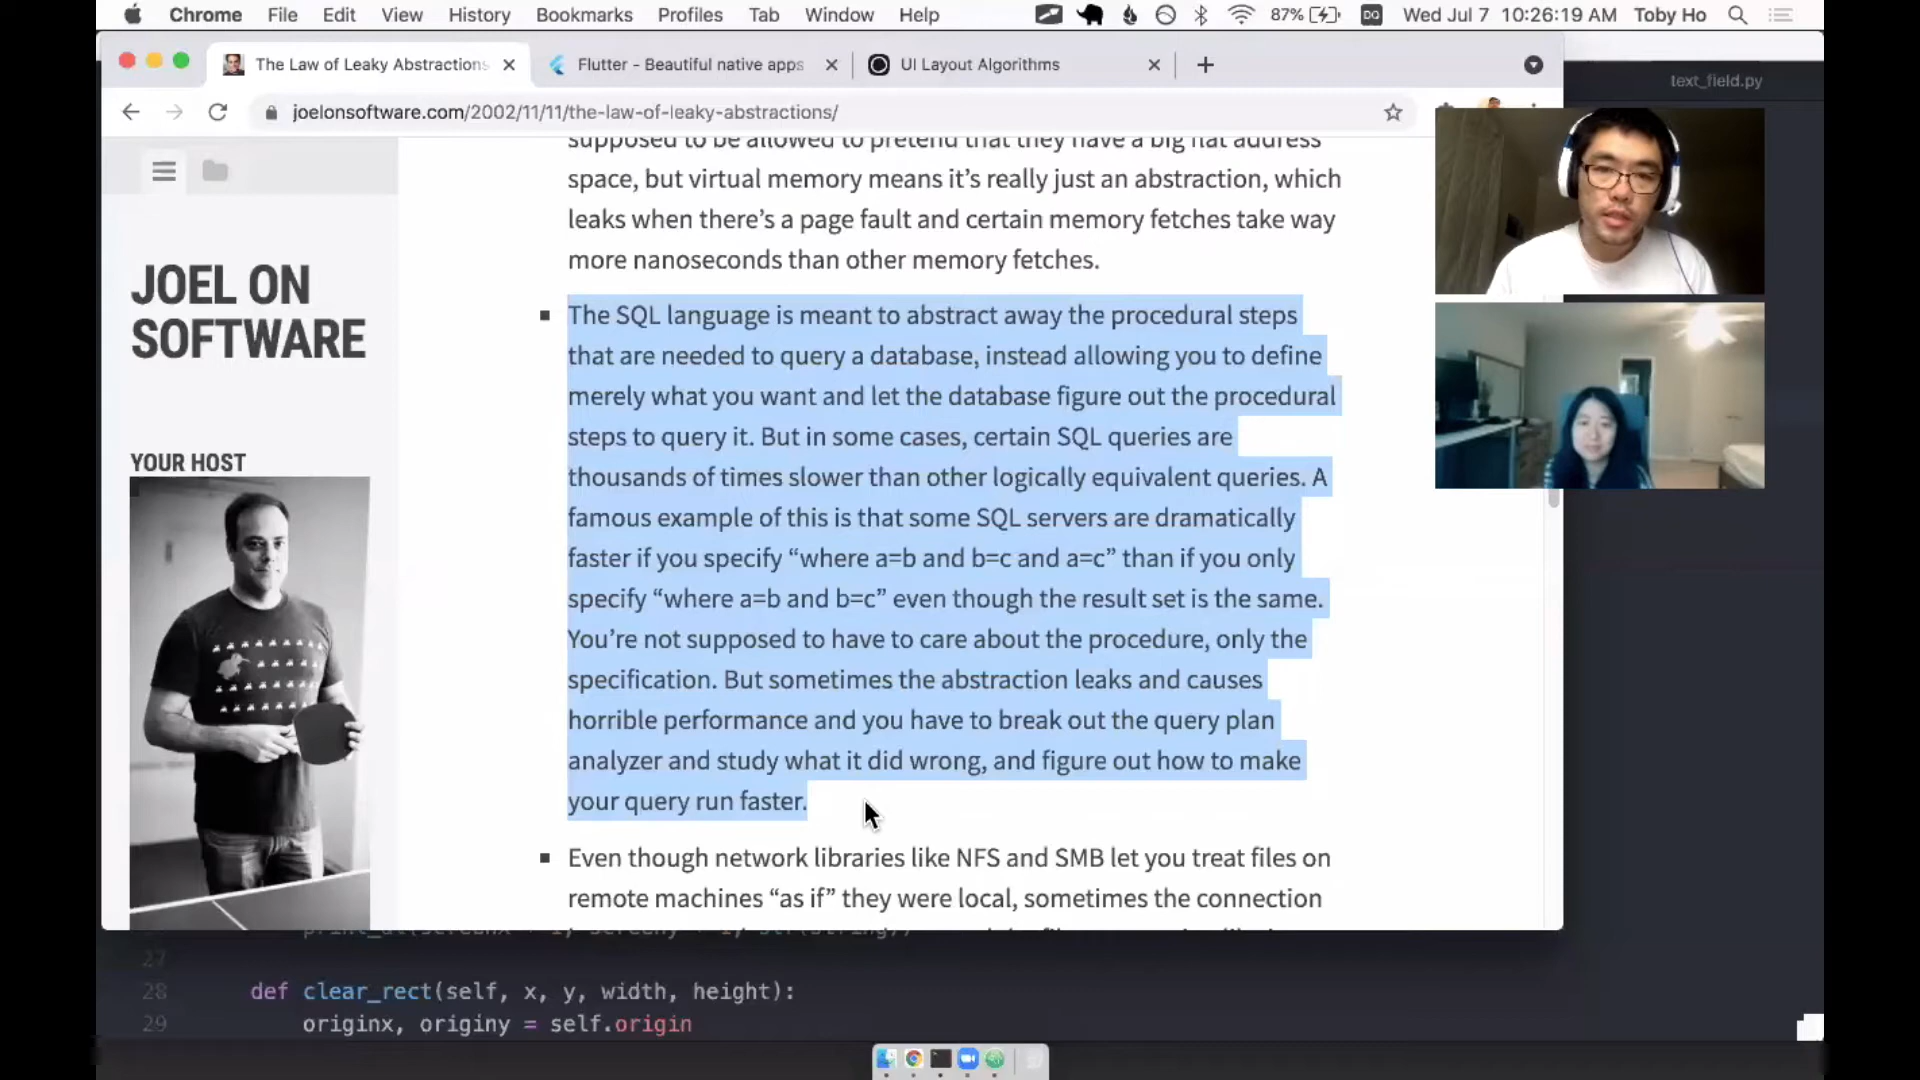 Chrome File Edit View History Bookmarks Profiles Tab Window Help 87% DQ Wed Jul 7 10:26:19 AM Toby Ho
The Law of Leaky Abstractions Flutter - Beautiful native apps UI Layout Algorithms
text_field.py
joelonsoftware.com/2002/11/11/the-law-of-leaky-abstractions/
supposed to be allowed to pretend that they have a big flat address
space, but virtual memory means it’s really just an abstraction, which
leaks when there’s a page fault and certain memory fetches take way
more nanoseconds than other memory fetches.
JOEL ON
SOFTWARE
YOUR HOST
The SQL language is meant to abstract away the procedural steps
that are needed to query a database, instead allowing you to define
merely what you want and let the database figure out the procedural
steps to query it. But in some cases, certain SQL queries are
thousands of times slower than other logically equivalent queries. A
famous example of this is that some SQL servers are dramatically
faster if you specify “where a=b and b=c and a=c” than if you only
specify “where a=b and b=c” even though the result set is the same.
You’re not supposed to have to care about the procedure, only the
specification. But sometimes the abstraction leaks and causes
horrible performance and you have to break out the query plan
analyzer and study what it did wrong, and figure out how to make
your query run faster.
Even though network libraries like NFS and SMB let you treat files on
remote machines “as if” they were local, sometimes the connection
27
28 def clear_rect(self, x, y, width, height):
29 originx, originy = self.origin